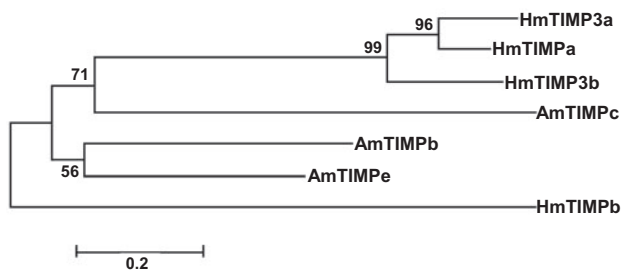 HmTIMP3a
96
HmTIMPa
99
HmTIMP3b
71
AmTIMPc
AmTIMPb
56
AmTIMPe
HmTIMPb
0.2